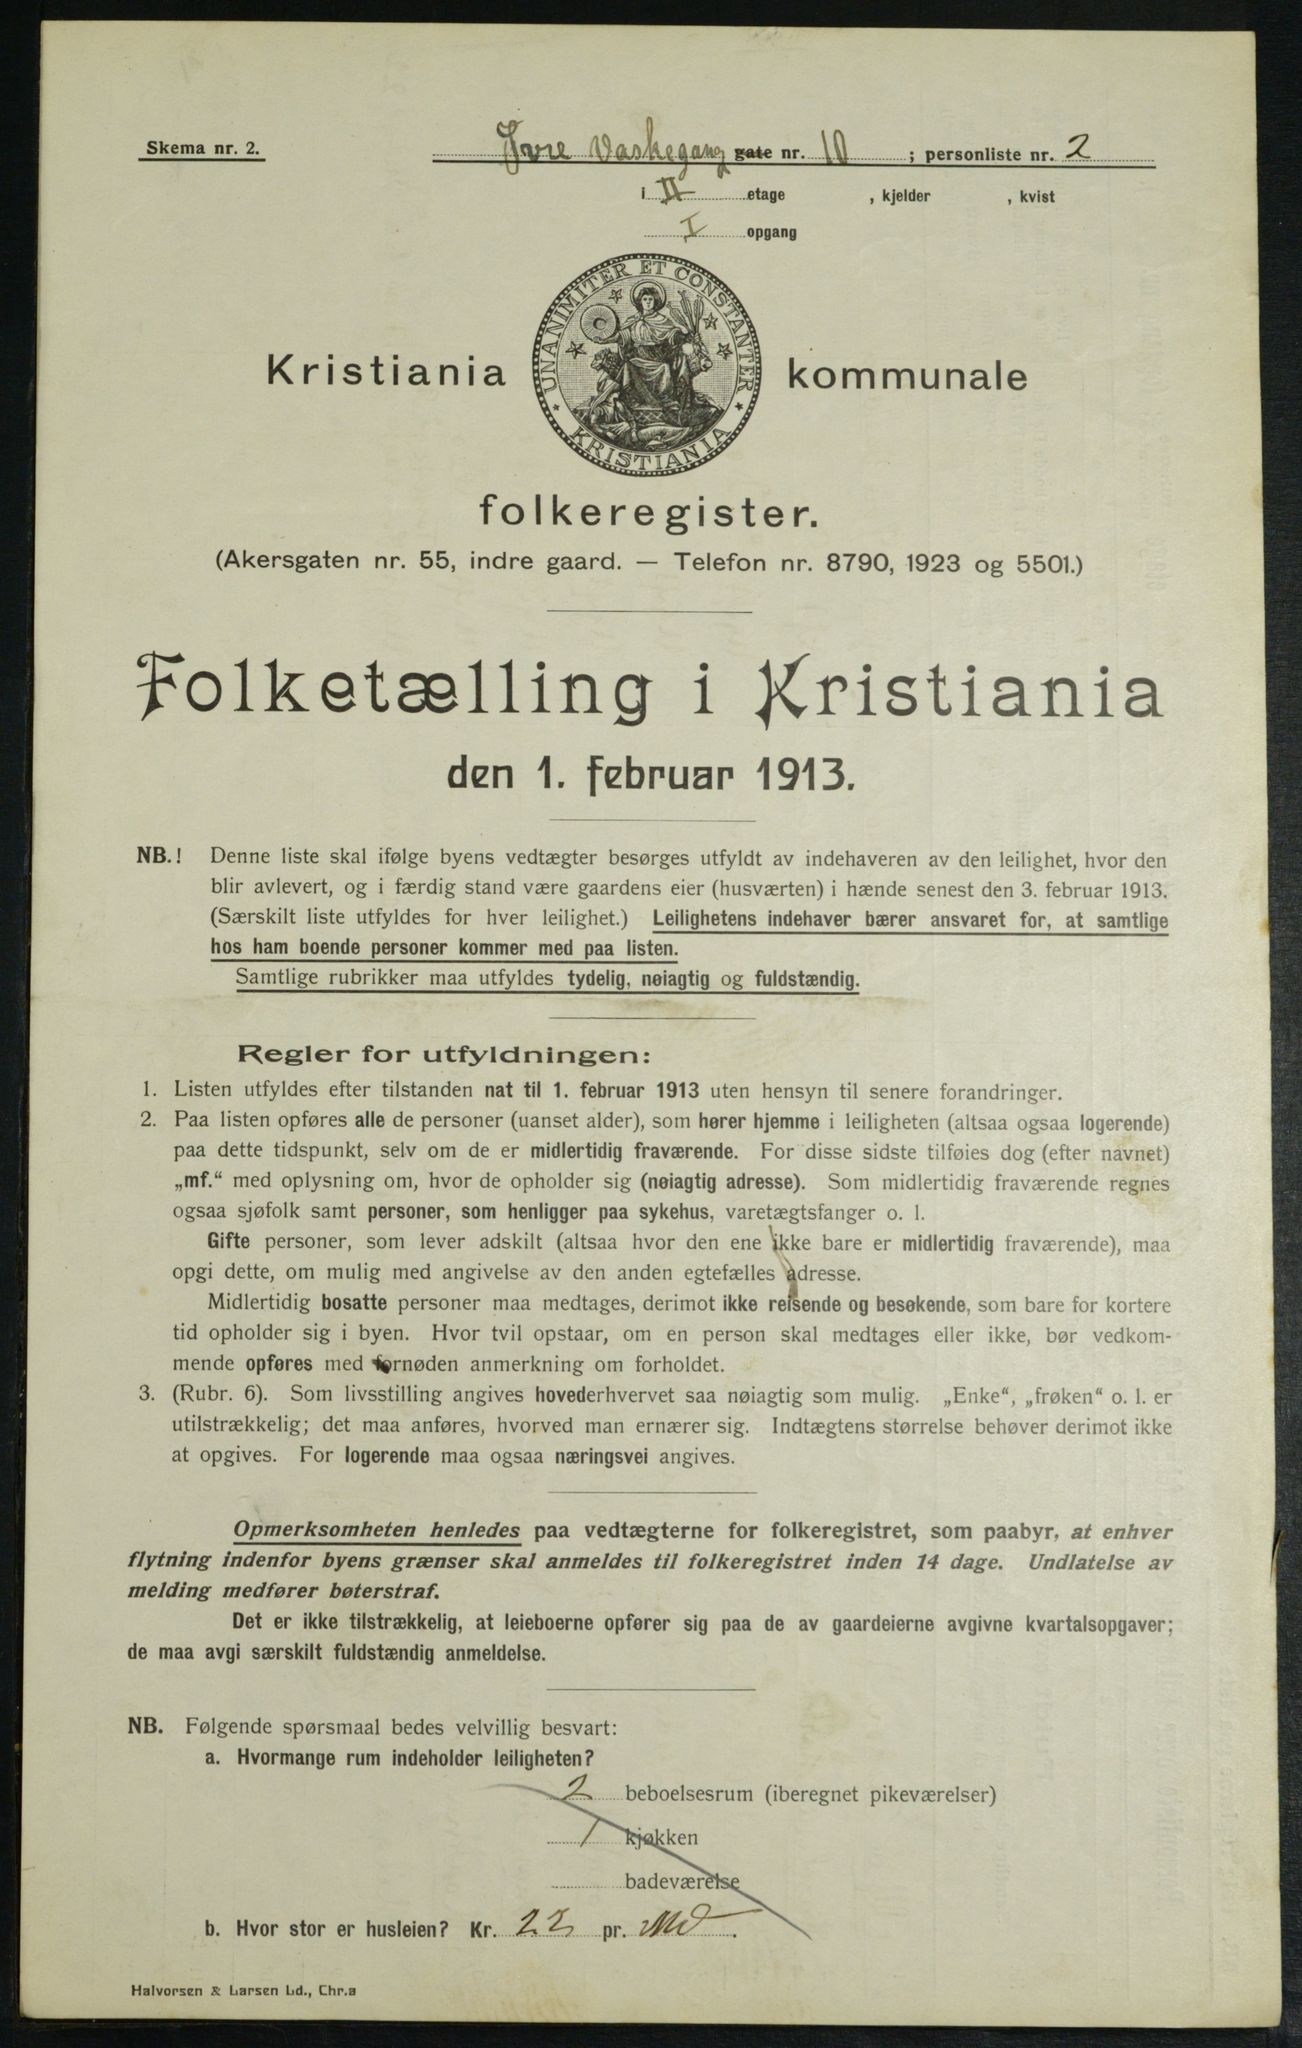 Skema nr. 2.
Øvre Vaskegang gate nr. 10 ; personliste nr. 2
i II etage , kjelder , kvist
I opgang
UNANIMITER ET CONSTANTER
KRISTIANIA
Kristiania kommunale
folkeregister.
(Akersgaten nr. 55, indre gaard. — Telefon nr. 8790, 1923 og 5501.)
Folketælling i Kristiania
den 1. februar 1913.
NB.! Denne liste skal ifølge byens vedtægter besørges utfyldt av indehaveren av den leilighet, hvor den
blir avlevert, og i færdig stand være gaardens eier (husværten) i hænde senest den 3. februar 1913.
(Særskilt liste utfyldes for hver leilighet.) Leilighetens indehaver bærer ansvaret for, at samtlige
hos ham boende personer kommer med paa listen.
Samtlige rubrikker maa utfyldes tydelig, nøiagtig og fuldstændig.
Regler for utfyldningen:
1. Listen utfyldes efter tilstanden nat til 1. februar 1913 uten hensyn til senere forandringer.
2. Paa listen opføres alle de personer (uanset alder), som hører hjemme i leiligheten (altsaa ogsaa logerende)
paa dette tidspunkt, selv om de er midlertidig fraværende. For disse sidste tilføies dog (efter navnet)
„mf.“ med oplysning om, hvor de opholder sig (nøiagtig adresse). Som midlertidig fraværende regnes
ogsaa sjøfolk samt personer, som henligger paa sykehus, varetægtsfanger o. l.
Gifte personer, som lever adskilt (altsaa hvor den ene ikke bare er midlertidig fraværende), maa
opgi dette, om mulig med angivelse av den anden egtefælles adresse.
Midlertidig bosatte personer maa medtages, derimot ikke reisende og besøkende, som bare for kortere
tid opholder sig i byen. Hvor tvil opstaar, om en person skal medtages eller ikke, bør vedkom-
mende opføres med fornøden anmerkning om forholdet.
3. (Rubr. 6). Som livsstilling angives hovederhvervet saa nøiagtig som mulig. „Enke“, „frøken“ o. l. er
utilstrækkelig; det maa anføres, hvorved man ernærer sig. Indtægtens størrelse behøver derimot ikke
at opgives. For logerende maa ogsaa næringsvei angives.
Opmerksomheten henledes paa vedtægterne for folkeregistret, som paabyr, at enhver
flytning indenfor byens grænser skal anmeldes til folkeregistret inden 14 dage. Undlatelse av
melding medfører bøterstraf.
Det er ikke tilstrækkelig, at leieboerne opfører sig paa de av gaardeierne avgivne kvartalsopgaver;
de maa avgi særskilt fuldstændig anmeldelse.
NB. Følgende spørsmaal bedes velvillig besvart:
a. Hvormange rum indeholder leiligheten?
2 beboelsesrum (iberegnet pikeværelser)
1 kjøkken
badeværelse
b. Hvor stor er husleien? Kr. 22 pr. Md.
Halvorsen & Larsen Ld., Chr.a